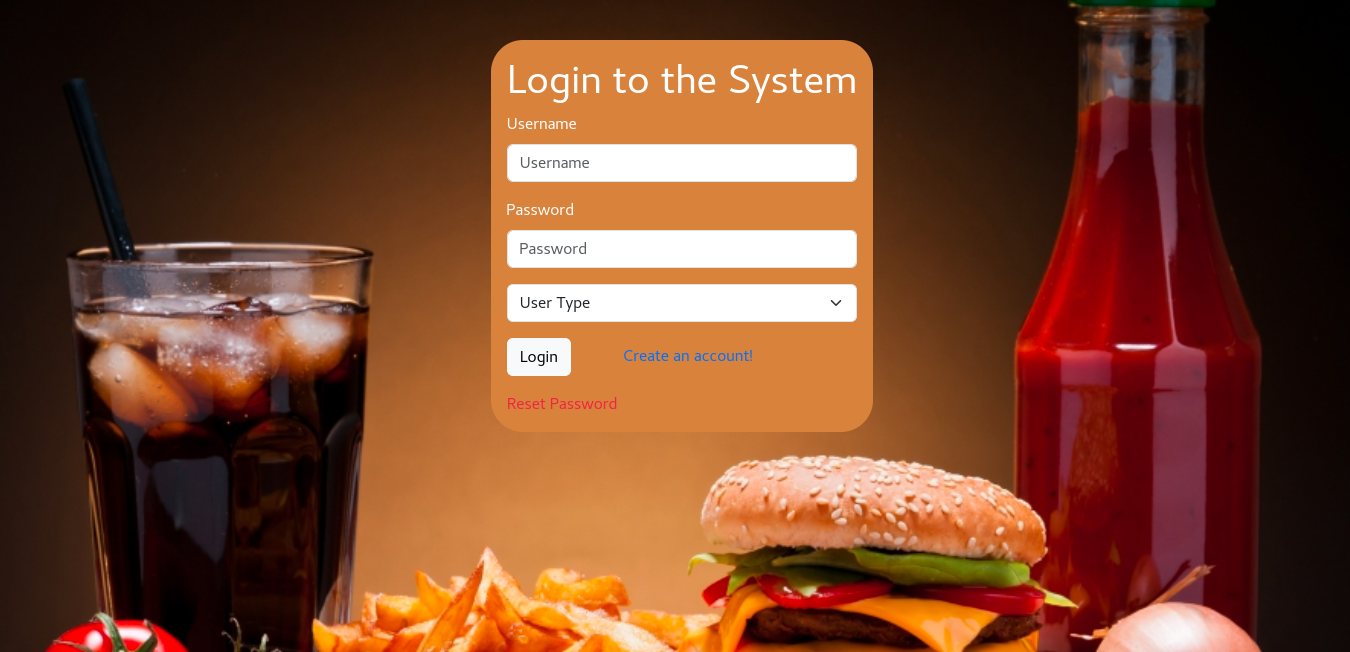 Login to the System
Username
Username
Password
Password
User Type
Login
Create an account!
Reset Password